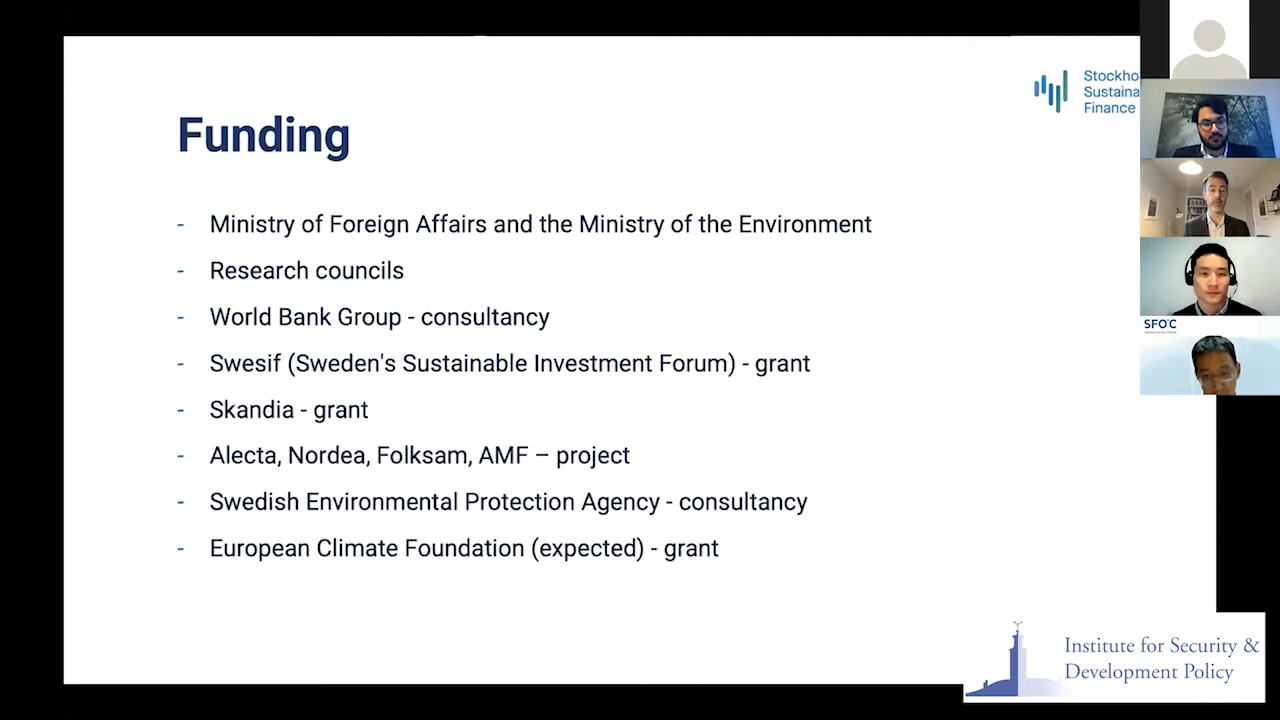 Stockho
Sustaina
Finance
Funding
- Ministry of Foreign Affairs and the Ministry of the Environment
- Research councils
- World Bank Group - consultancy
- Swesif (Sweden's Sustainable Investment Forum) - grant
- Skandia - grant
- Alecta, Nordea, Folksam, AMF – project
- Swedish Environmental Protection Agency - consultancy
- European Climate Foundation (expected) - grant
SFOC
Institute for Security &
Development Policy